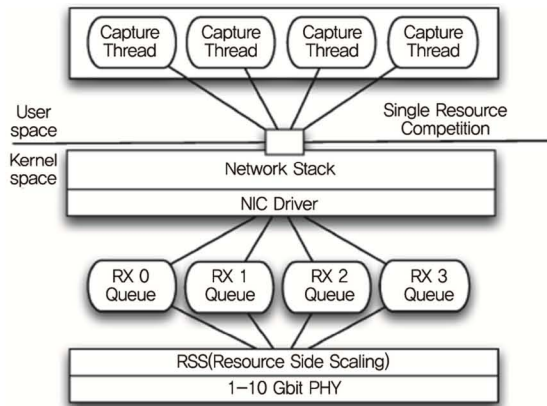 Capture Thread
Capture Thread
Capture Thread
Capture Thread
User space
Single Resource Competition
Kernel space
Network Stack
NIC Driver
RX 0 Queue
RX 1 Queue
RX 2 Queue
RX 3 Queue
RSS(Resource Side Scaling)
1-10 Gbit PHY